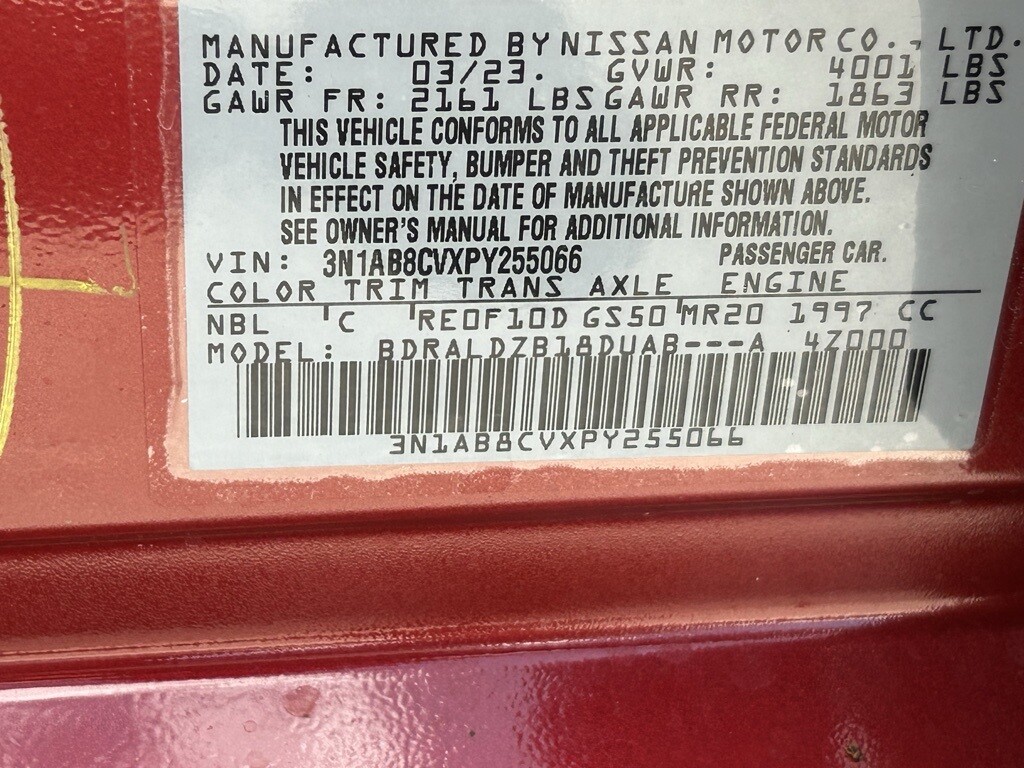 MANUFACTURED BY NISSAN MOTOR CO., LTD.
DATE: 03/23. GVWR: 4001 LBS
GAWR FR: 2161 LBS GAWR RR: 1863 LBS
THIS VEHICLE CONFORMS TO ALL APPLICABLE FEDERAL MOTOR
VEHICLE SAFETY, BUMPER AND THEFT PREVENTION STANDARDS
IN EFFECT ON THE DATE OF MANUFACTURE SHOWN ABOVE.
SEE OWNER'S MANUAL FOR ADDITIONAL INFORMATION.
VIN: 3N1AB8CVXPY255066 PASSENGER CAR.
COLOR TRIM TRANS AXLE ENGINE
NBL 'C 'RE0F10D GS50'MR20 1997 CC
MODEL: BDRALDZB18DUAB---A 4Z000
3N1AB8CVXPY255066